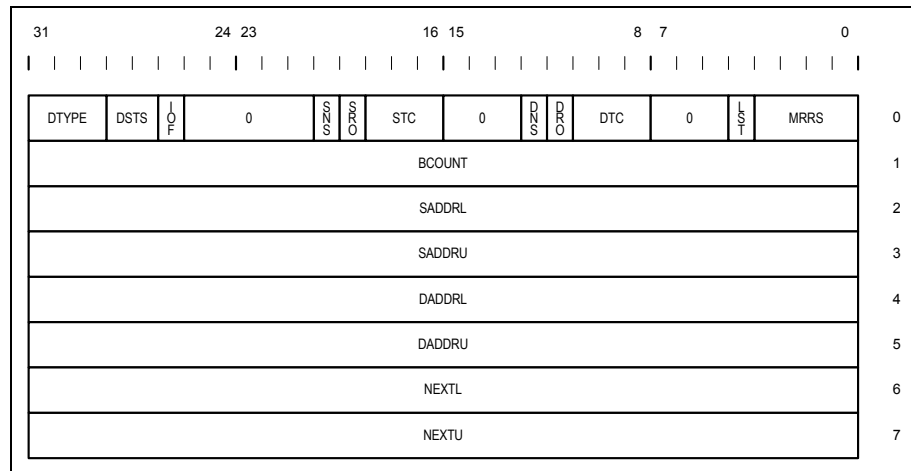 31 24 23 16 15 8 7 0
DTYPE DSTS IOF 0 SNS SRO STC 0 DNS DRO DTC 0 LST MRRS 0
BCOUNT 1
SADDRL 2
SADDRU 3
DADDRL 4
DADDRU 5
NEXTL 6
NEXTU 7